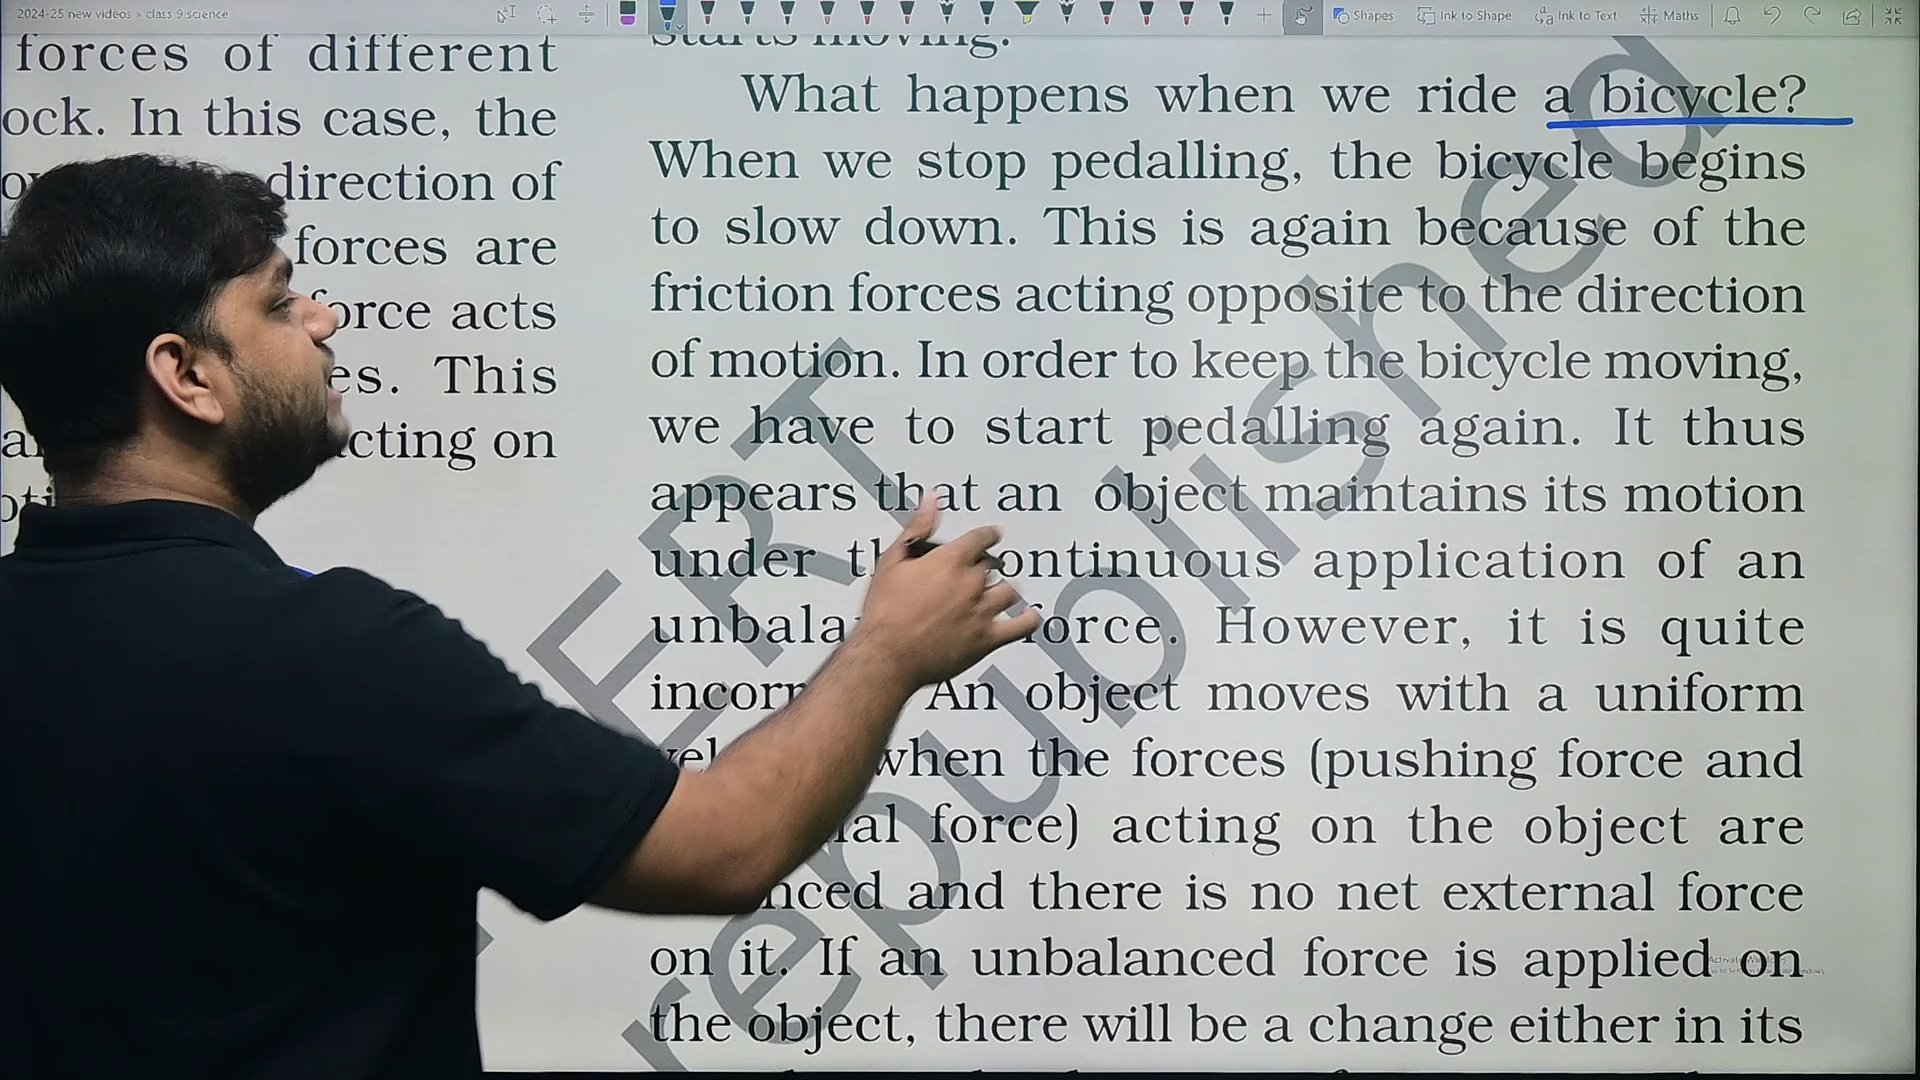 2024-25 new videos » class 9 science
Shapes Ink to Shape Ink to Text Maths
forces of different
ock. In this case, the
direction of
forces are
orce acts
es. This
cting on
starts moving.
What happens when we ride a bicycle?
When we stop pedalling, the bicycle begins
to slow down. This is again because of the
friction forces acting opposite to the direction
of motion. In order to keep the bicycle moving,
we have to start pedalling again. It thus
appears that an object maintains its motion
under th ontinuous application of an
unbala force. However, it is quite
incorr An object moves with a uniform
vel when the forces (pushing force and
al force) acting on the object are
nced and there is no net external force
on it. If an unbalanced force is applied on
the object, there will be a change either in its
ERT
republished